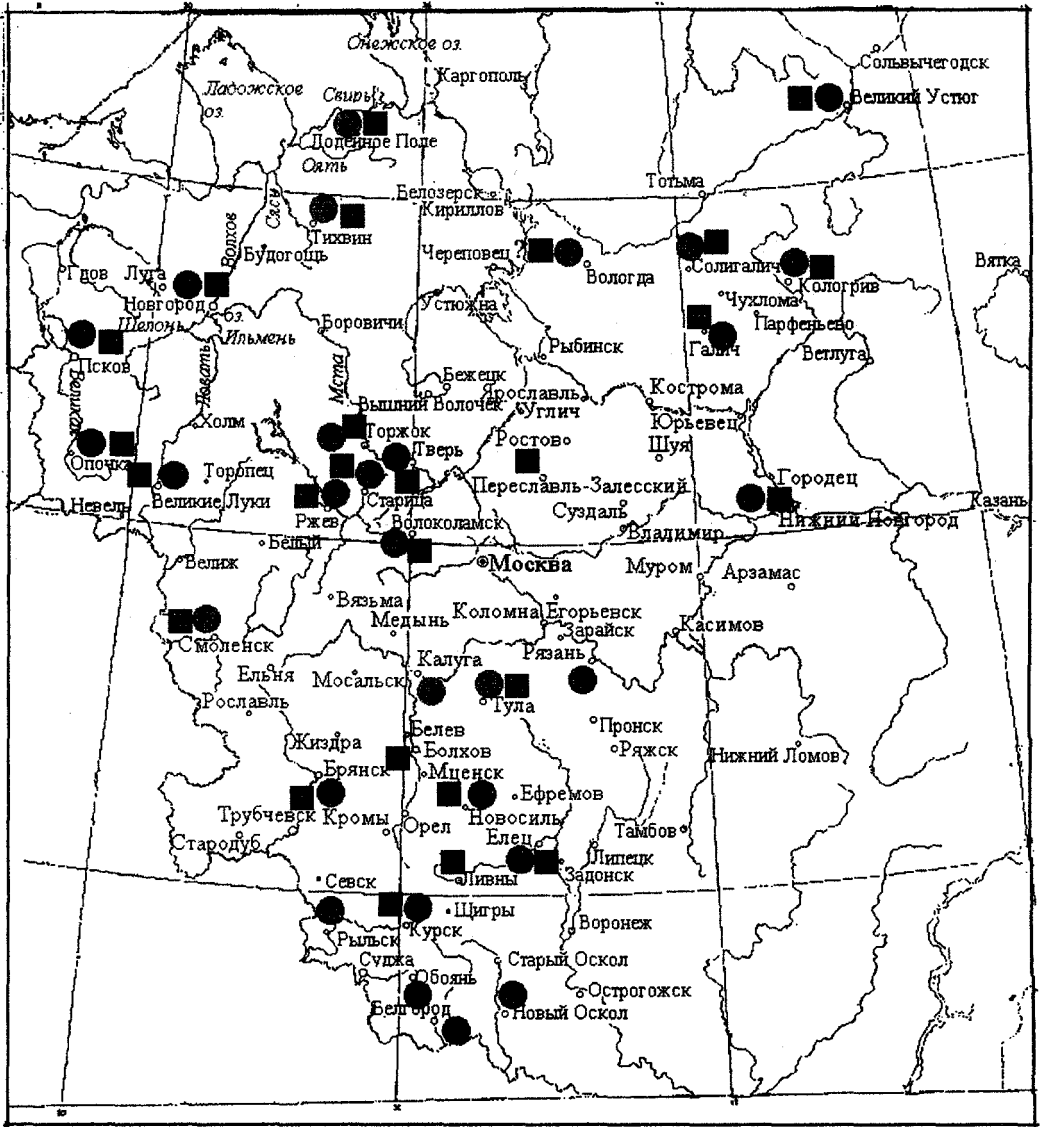 Онежское оз.
Сольвычегодск
Каргополь
Ладожское
оз.
Свирь
Великий Устюг
Лодейное Поле
Оять
Тотьма
Белозерск
Кириллов
Сясь
Волхов
Тихвин
Будогощь
Череповец ?
Вологда
Солигалич
Вятка
Гдов
Луга
Кологрив
Новгород
оз.
Ильмень
Устюжна
Чухлома
Парфеньево
Шелонь
Боровичи
Псков
Галич
Рыбинск
Ветлуга
Великая
Ловать
Мста
Бежецк
Кострома
Ярославль
Вышний Волочек
Углич
Юрьевец
Холм
Торжок
Ростов
Шуя
Тверь
Опочка
Торопец
Городец
Великие Луки
Старица
Переславль-Залесский
Невель
Казань
Суздаль
Ржев
Волоколамск
Нижний Новгород
Владимир
Белый
Велиж
Москва
Муром
Арзамас
Вязьма
Коломна
Егорьевск
Медынь
Зарайск
Касимов
Смоленск
Рязань
Калуга
Ельня
Мосальск
Рославль
Тула
Пронск
Белев
Жиздра
Болхов
Ряжск
Нижний Ломов
Брянск
Мценск
Ефремов
Трубчевск
Кромы
Орел
Новосиль
Тамбов
Стародуб
Елец
Липецк
Ливны
Задонск
Севск
Щигры
Курск
Воронеж
Рыльск
Суджа
Старый Оскол
Обоянь
Острогожск
Белгород
Новый Оскол